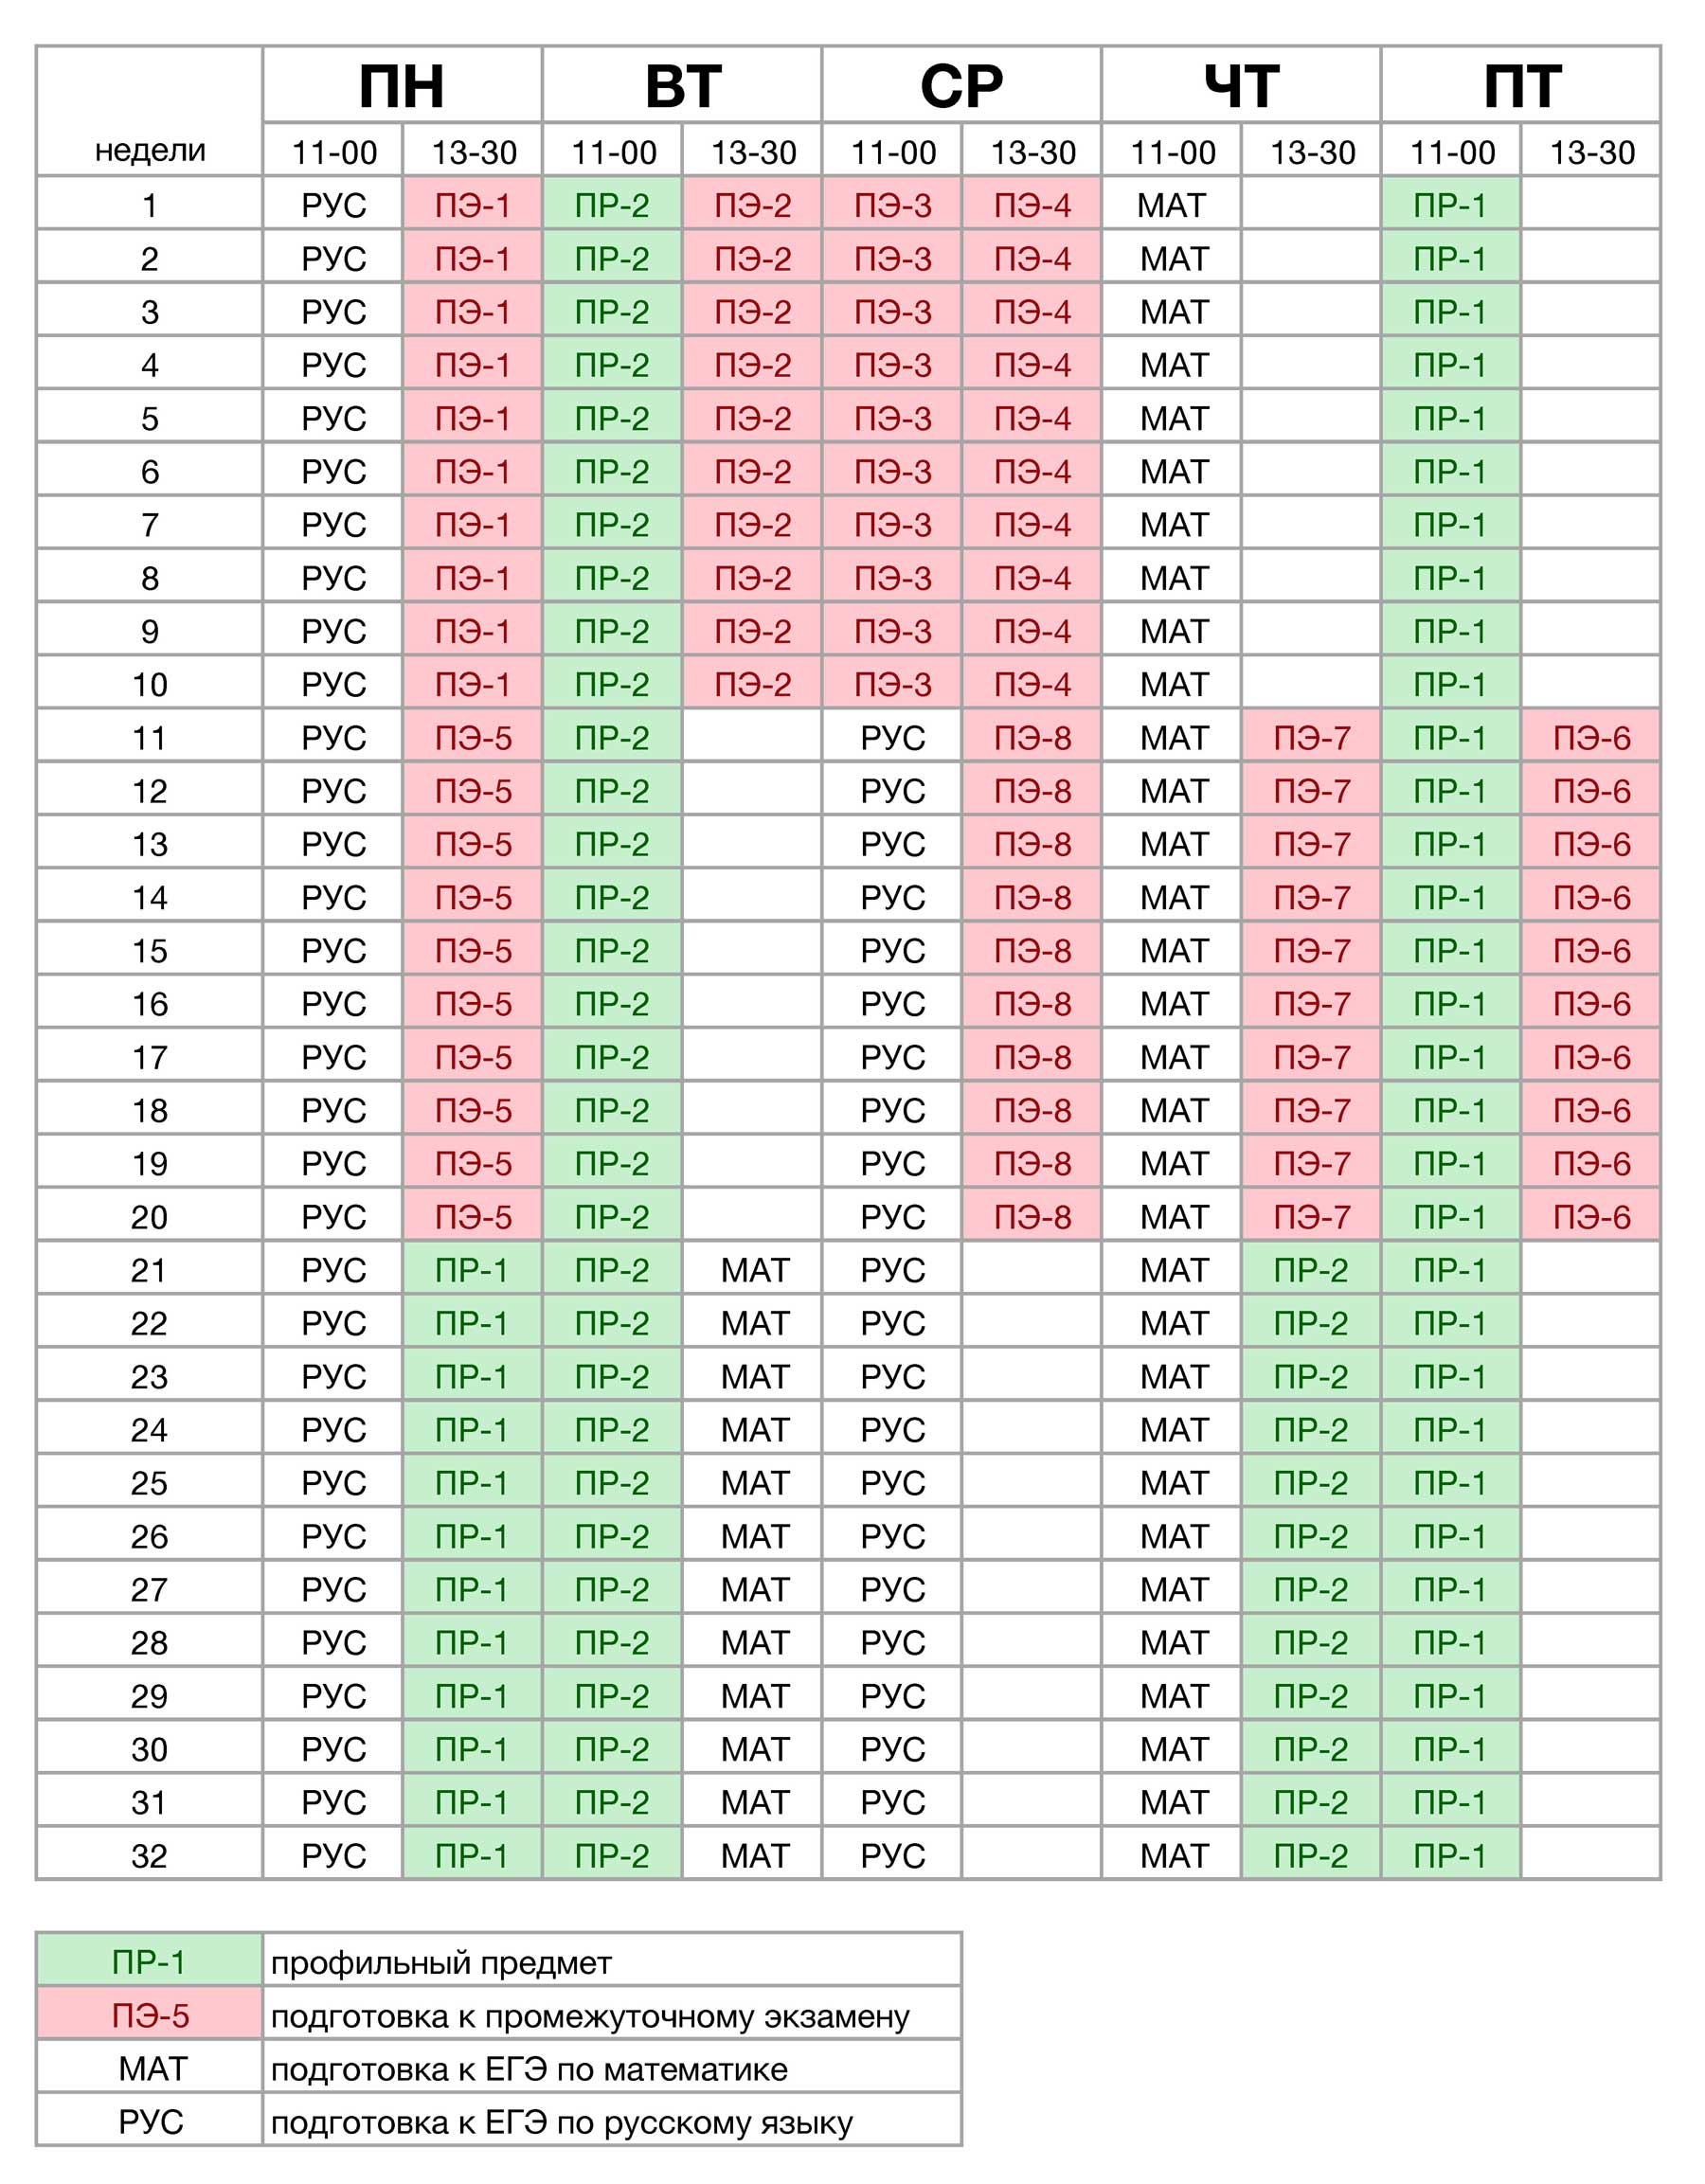 ПН ВТ СР ЧТ ПТ
недели 11-00 13-30 11-00 13-30 11-00 13-30 11-00 13-30 11-00 13-30
1 РУС ПЭ-1 ПР-2 ПЭ-2 ПЭ-3 ПЭ-4 МАТ ПР-1
2 РУС ПЭ-1 ПР-2 ПЭ-2 ПЭ-3 ПЭ-4 МАТ ПР-1
3 РУС ПЭ-1 ПР-2 ПЭ-2 ПЭ-3 ПЭ-4 МАТ ПР-1
4 РУС ПЭ-1 ПР-2 ПЭ-2 ПЭ-3 ПЭ-4 МАТ ПР-1
5 РУС ПЭ-1 ПР-2 ПЭ-2 ПЭ-3 ПЭ-4 МАТ ПР-1
6 РУС ПЭ-1 ПР-2 ПЭ-2 ПЭ-3 ПЭ-4 МАТ ПР-1
7 РУС ПЭ-1 ПР-2 ПЭ-2 ПЭ-3 ПЭ-4 МАТ ПР-1
8 РУС ПЭ-1 ПР-2 ПЭ-2 ПЭ-3 ПЭ-4 МАТ ПР-1
9 РУС ПЭ-1 ПР-2 ПЭ-2 ПЭ-3 ПЭ-4 МАТ ПР-1
10 РУС ПЭ-1 ПР-2 ПЭ-2 ПЭ-3 ПЭ-4 МАТ ПР-1
11 РУС ПЭ-5 ПР-2 РУС ПЭ-8 МАТ ПЭ-7 ПР-1 ПЭ-6
12 РУС ПЭ-5 ПР-2 РУС ПЭ-8 МАТ ПЭ-7 ПР-1 ПЭ-6
13 РУС ПЭ-5 ПР-2 РУС ПЭ-8 МАТ ПЭ-7 ПР-1 ПЭ-6
14 РУС ПЭ-5 ПР-2 РУС ПЭ-8 МАТ ПЭ-7 ПР-1 ПЭ-6
15 РУС ПЭ-5 ПР-2 РУС ПЭ-8 МАТ ПЭ-7 ПР-1 ПЭ-6
16 РУС ПЭ-5 ПР-2 РУС ПЭ-8 МАТ ПЭ-7 ПР-1 ПЭ-6
17 РУС ПЭ-5 ПР-2 РУС ПЭ-8 МАТ ПЭ-7 ПР-1 ПЭ-6
18 РУС ПЭ-5 ПР-2 РУС ПЭ-8 МАТ ПЭ-7 ПР-1 ПЭ-6
19 РУС ПЭ-5 ПР-2 РУС ПЭ-8 МАТ ПЭ-7 ПР-1 ПЭ-6
20 РУС ПЭ-5 ПР-2 РУС ПЭ-8 МАТ ПЭ-7 ПР-1 ПЭ-6
21 РУС ПР-1 ПР-2 МАТ РУС МАТ ПР-2 ПР-1
22 РУС ПР-1 ПР-2 МАТ РУС МАТ ПР-2 ПР-1
23 РУС ПР-1 ПР-2 МАТ РУС МАТ ПР-2 ПР-1
24 РУС ПР-1 ПР-2 МАТ РУС МАТ ПР-2 ПР-1
25 РУС ПР-1 ПР-2 МАТ РУС МАТ ПР-2 ПР-1
26 РУС ПР-1 ПР-2 МАТ РУС МАТ ПР-2 ПР-1
27 РУС ПР-1 ПР-2 МАТ РУС МАТ ПР-2 ПР-1
28 РУС ПР-1 ПР-2 МАТ РУС МАТ ПР-2 ПР-1
29 РУС ПР-1 ПР-2 МАТ РУС МАТ ПР-2 ПР-1
30 РУС ПР-1 ПР-2 МАТ РУС МАТ ПР-2 ПР-1
31 РУС ПР-1 ПР-2 МАТ РУС МАТ ПР-2 ПР-1
32 РУС ПР-1 ПР-2 МАТ РУС МАТ ПР-2 ПР-1
ПР-1 профильный предмет
ПЭ-5 подготовка к промежуточному экзамену
МАТ подготовка к ЕГЭ по математике
РУС подготовка к ЕГЭ по русскому языку